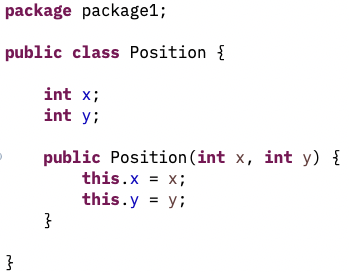 package package1;
public class Position {
int x;
int y;
public Position(int x, int y) {
this.x = x;
this.y = y;
}
}